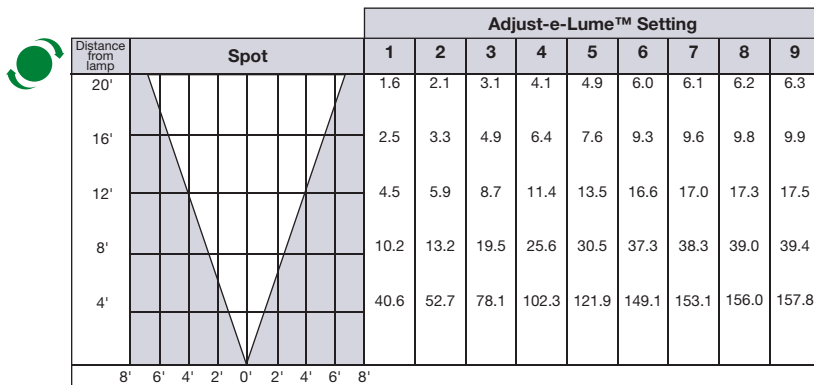 Adjust-e-Lume™ Setting
Distance
from
lamp
Spot 1 2 3 4 5 6 7 8 9
20' 1.6 2.1 3.1 4.1 4.9 6.0 6.1 6.2 6.3
16' 2.5 3.3 4.9 6.4 7.6 9.3 9.6 9.8 9.9
12' 4.5 5.9 8.7 11.4 13.5 16.6 17.0 17.3 17.5
8' 10.2 13.2 19.5 25.6 30.5 37.3 38.3 39.0 39.4
4' 40.6 52.7 78.1 102.3 121.9 149.1 153.1 156.0 157.8
8' 6' 4' 2' 0' 2' 4' 6' 8'